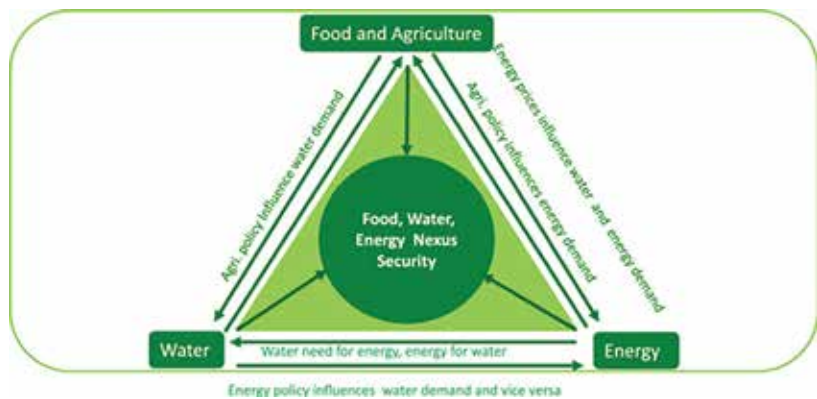 Food and Agriculture
Agri. policy Influence water demand
Energy prices influence water and energy demand
Agri, policy influences energy demand
Food, Water,
Energy Nexus
Security
Water
Energy
Water need for energy, energy for water
Energy policy influences water demand and vice versa